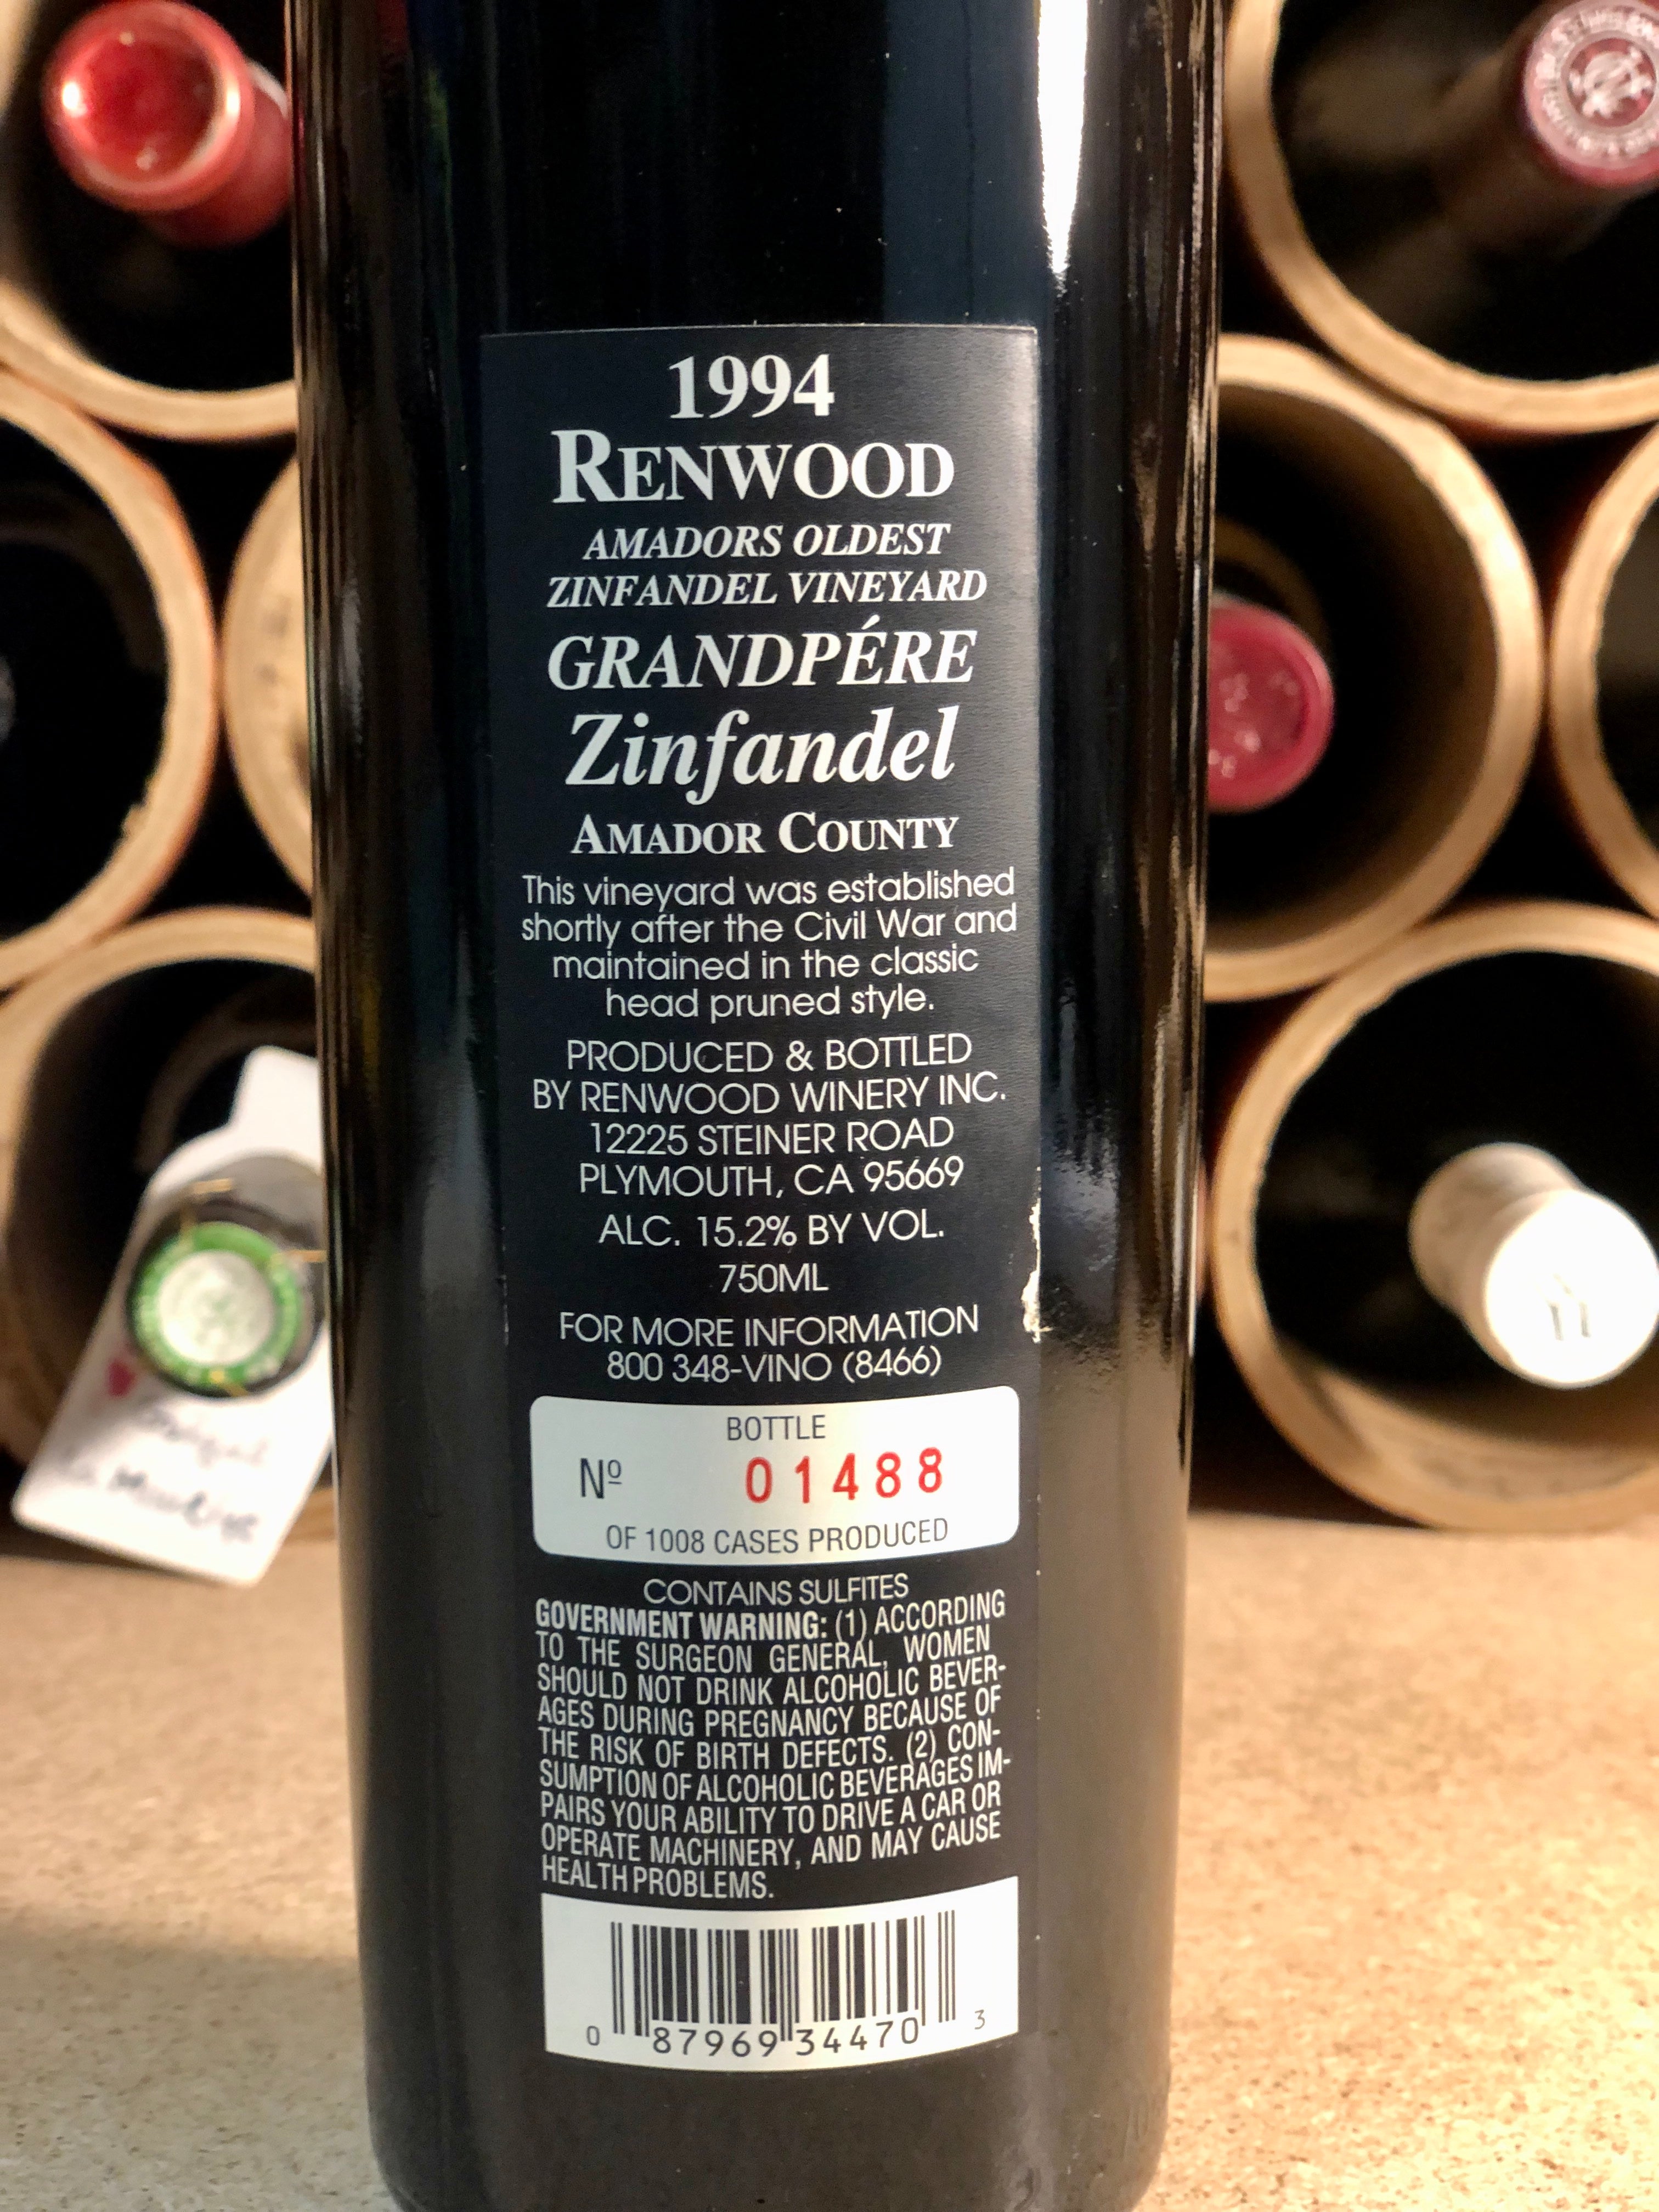 1994
RENWOOD
AMADORS OLDEST
ZINFANDEL VINEYARD
GRANDPÉRE
Zinfandel
AMADOR COUNTY
This vineyard was established
shortly after the Civil War and
maintained in the classic
head pruned style.
PRODUCED & BOTTLED
BY RENWOOD WINERY INC.
12225 STEINER ROAD
PLYMOUTH, CA 95669
ALC. 15.2% BY VOL.
750ML
FOR MORE INFORMATION
800 348-VINO (8466)
BOTTLE
Nº 01488
OF 1008 CASES PRODUCED
CONTAINS SULFITES
GOVERNMENT WARNING: (1) ACCORDING
TO THE SURGEON GENERAL, WOMEN
SHOULD NOT DRINK ALCOHOLIC BEVER-
AGES DURING PREGNANCY BECAUSE OF
THE RISK OF BIRTH DEFECTS. (2) CON-
SUMPTION OF ALCOHOLIC BEVERAGES IM-
PAIRS YOUR ABILITY TO DRIVE A CAR OR
OPERATE MACHINERY, AND MAY CAUSE
HEALTH PROBLEMS.
0 87969 34470 3